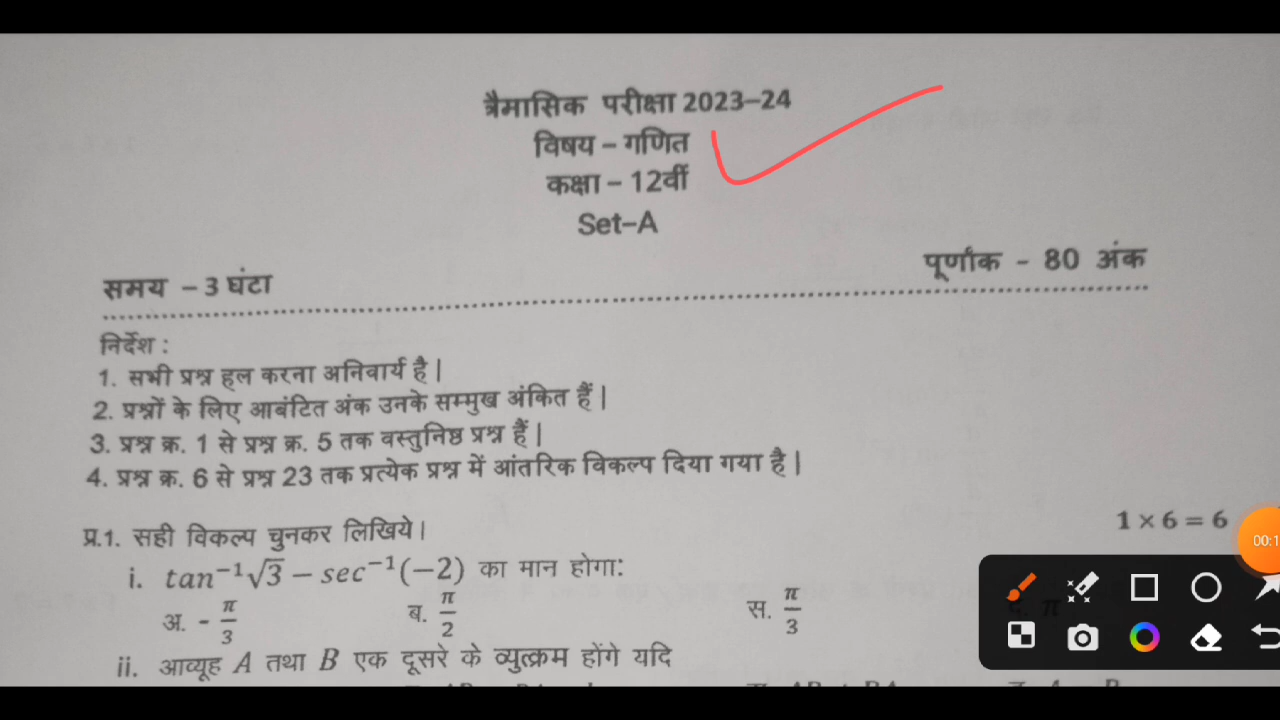 त्रैमासिक परीक्षा 2023–24
विषय – गणित
कक्षा – 12वीं
Set–A
समय – 3 घंटा
पूर्णांक - 80 अंक
निर्देश :
1. सभी प्रश्न हल करना अनिवार्य है |
2. प्रश्नों के लिए आबंटित अंक उनके सम्मुख अंकित हैं |
3. प्रश्न क्र. 1 से प्रश्न क्र. 5 तक वस्तुनिष्ठ प्रश्न हैं |
4. प्रश्न क्र. 6 से प्रश्न 23 तक प्रत्येक प्रश्न में आंतरिक विकल्प दिया गया है |
प्र.1. सही विकल्प चुनकर लिखिये। 1 × 6 = 6
i. tan⁻¹√3 − sec⁻¹(−2) का मान होगा:
अ. - π/3 ब. π/2 स. π/3 द. π
ii. आव्यूह A तथा B एक दूसरे के व्युत्क्रम होंगे यदि
00:1